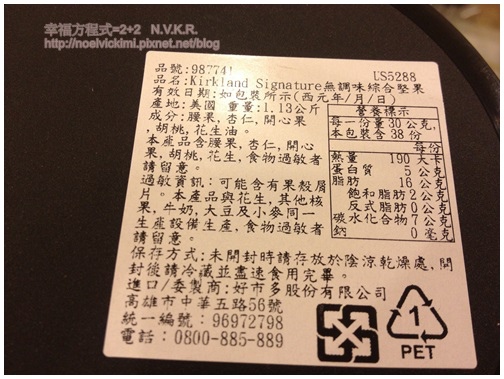 幸福方程式=2+2 N.V.K.R.
http://noelvickimi.pixnet.net/blog
品號:987741
US5288
品名:Kirkland Signature無調味綜合堅果
有效日期:如包裝所示(西元年/月/日)
產地:美國 重量:1.13公斤
成分:腰果,杏仁,開心果
,胡桃,花生油。
本產品含腰果,杏仁,開心
果,胡桃,花生,食物過敏者
請留意。
過敏資訊:可能含有果殼屑
片。本產品與花生,其他核
果,牛奶,大豆及小麥同一
生產設備生產,食物過敏者
請留意。
營養標示
每一份量30公克,
本包裝含38份
每份
熱量 190 大卡
蛋白質 5 公克
脂肪 16 公克
飽和脂肪 2 公克
反式脂肪 0 公克
碳水化合物 7 公克
鈉 0 毫克
保存方式:未開封時請存放於陰涼乾燥處,開
封後請冷藏並盡速食用完畢。
進口/委製商:好市多股份有限公司
高雄市中華五路56號
統一編號:96972798
電話:0800-885-889
1
PET